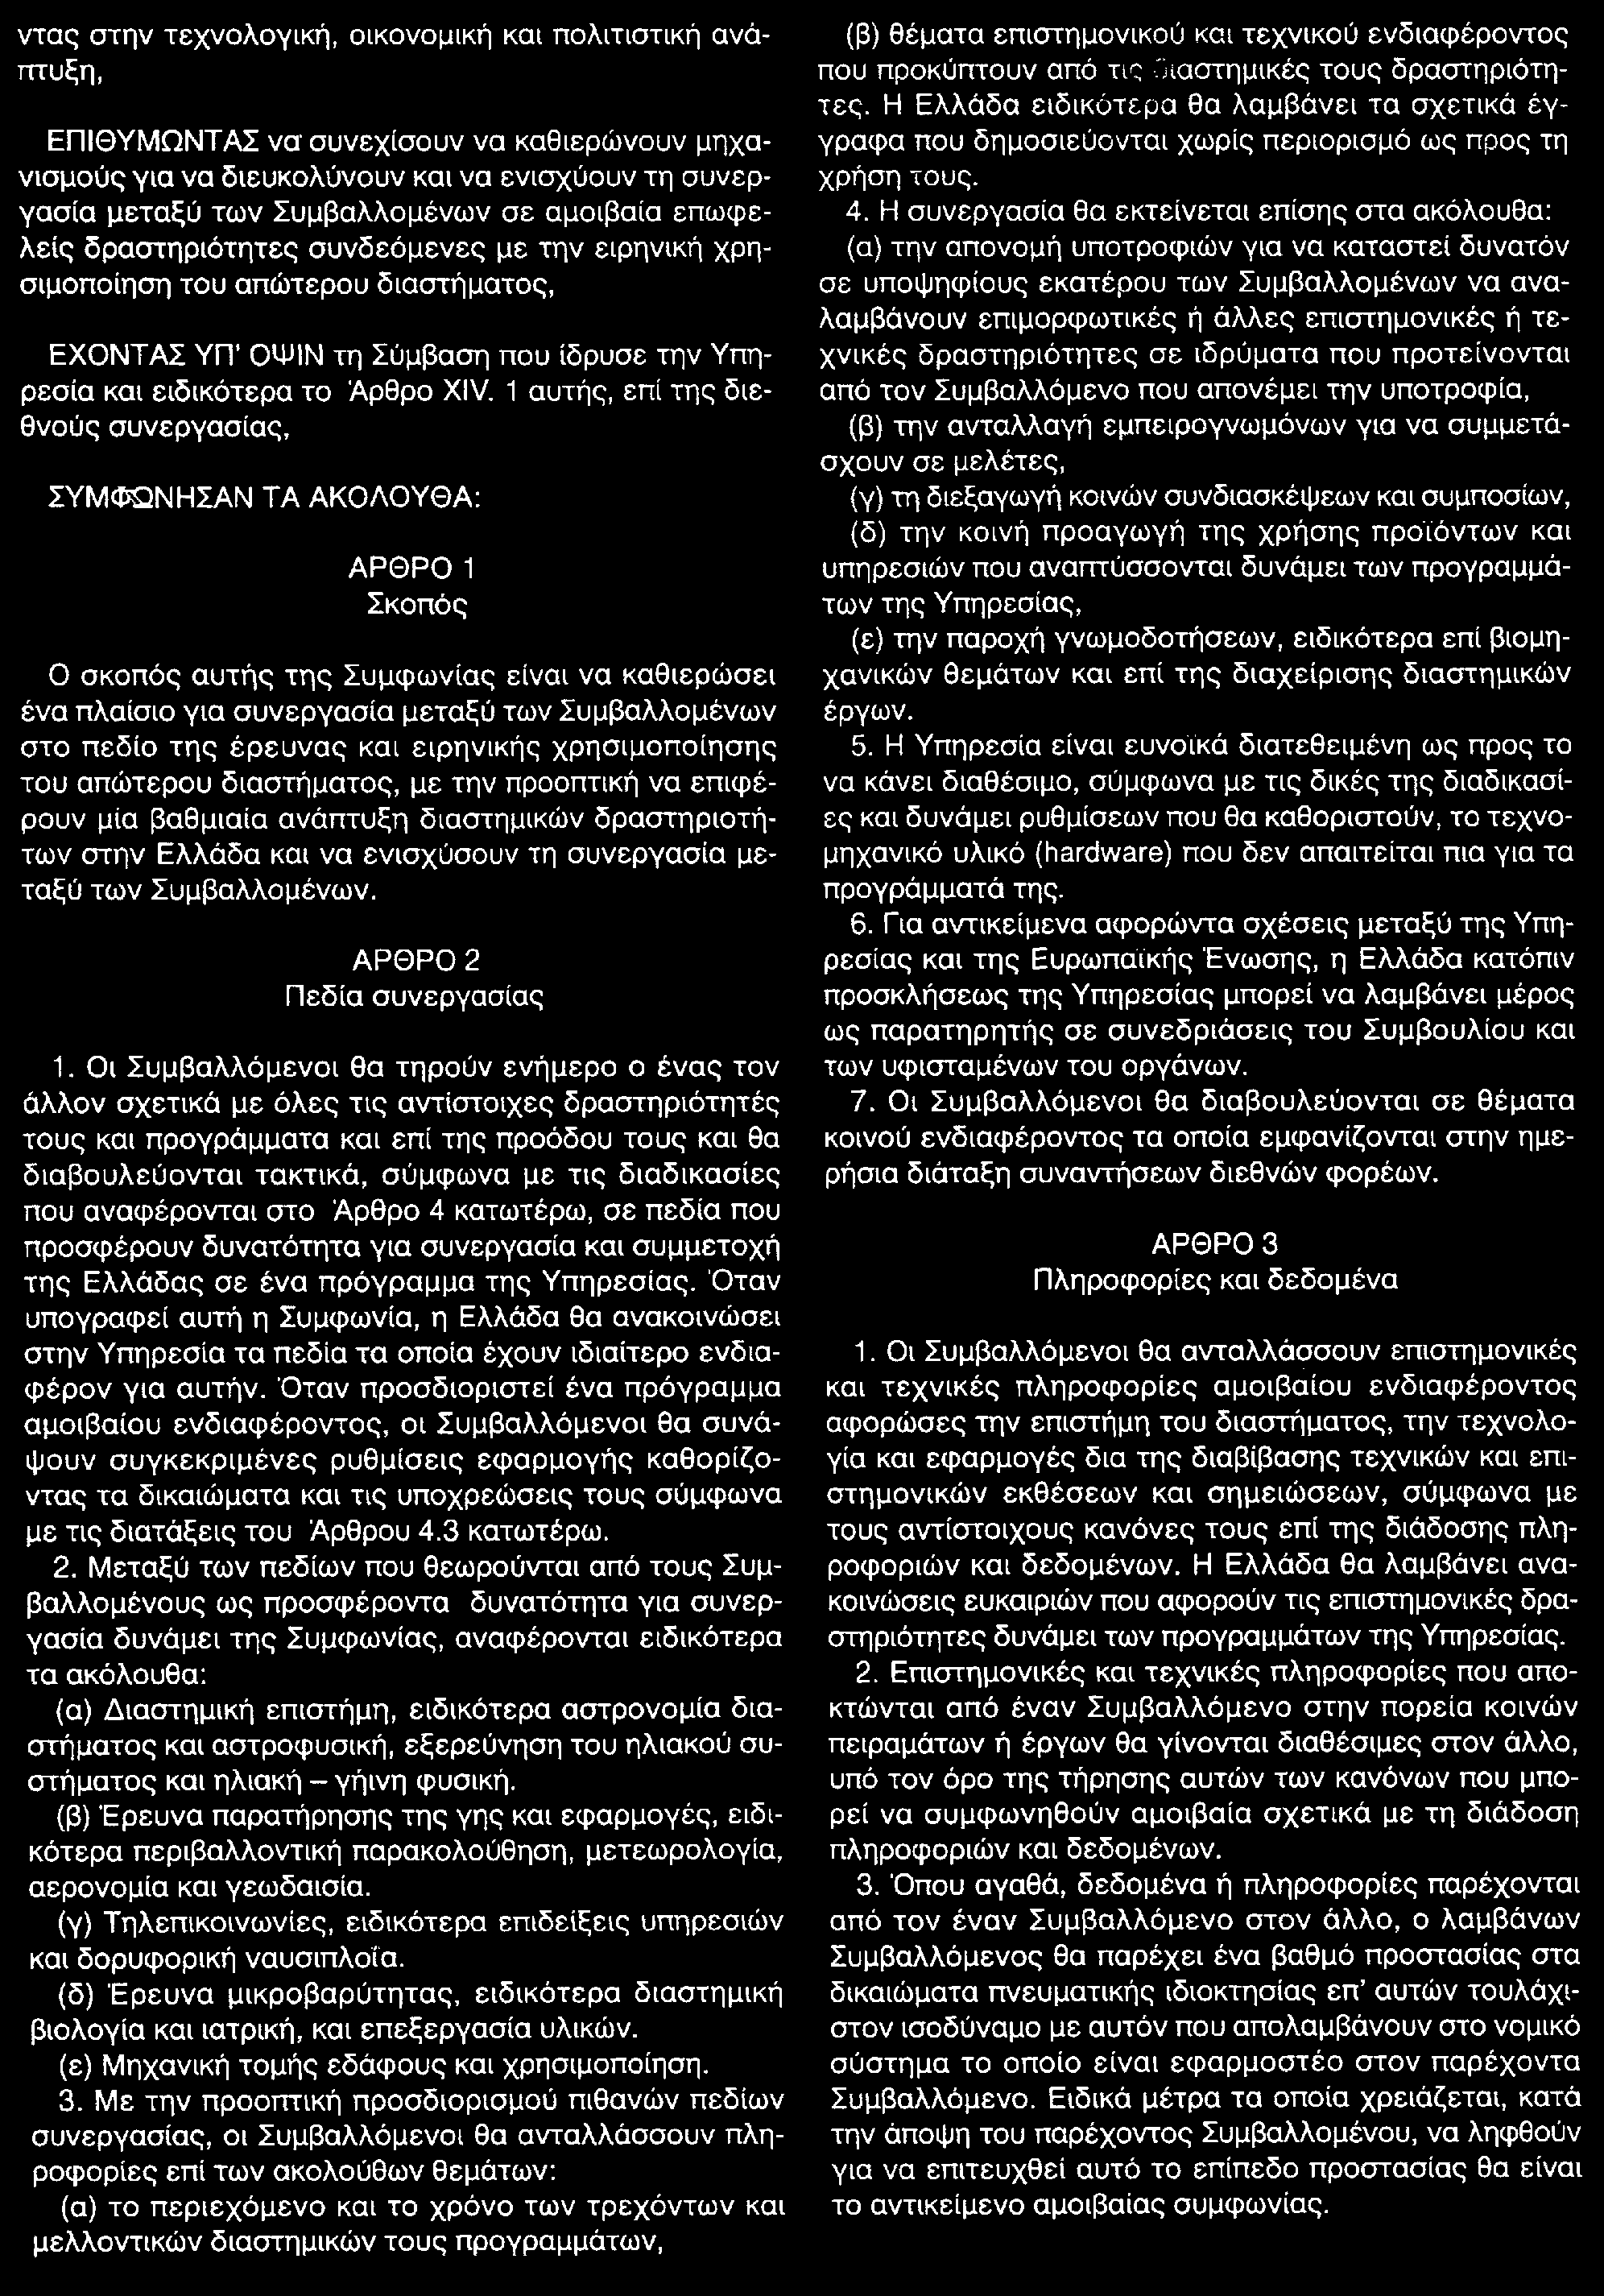 ντας στην τεχνολογική, οικονομική και πολιτιστική ανά-
πτυξη,
ΕΠΙΘΥΜΩΝΤΑΣ να συνεχίσουν να καθιερώνουν μηχα-
νισμούς για να διευκολύνουν και να ενισχύουν τη συνερ-
γασία μεταξύ των Συμβαλλομένων σε αμοιβαία επωφε-
λείς δραστηριότητες συνδεόμενες με την ειρηνική χρη-
σιμοποίηση του απώτερου διαστήματος,
ΕΧΟΝΤΑΣ ΥΠ' ΟΨΙΝ τη Σύμβαση που ίδρυσε την Υπη-
ρεσία και ειδικότερα το Άρθρο XIV. 1 αυτής, επί της διε-
θνούς συνεργασίας,
ΣΥΜΦΩΝΗΣΑΝ ΤΑ ΑΚΟΛΟΥΘΑ:
ΑΡΘΡΟ 1
Σκοπός
Ο σκοπός αυτής της Συμφωνίας είναι να καθιερώσει
ένα πλαίσιο για συνεργασία μεταξύ των Συμβαλλομένων
στο πεδίο της έρευνας και ειρηνικής χρησιμοποίησης
του απώτερου διαστήματος, με την προοπτική να επιφέ-
ρουν μία βαθμιαία ανάπτυξη διαστημικών δραστηριοτή-
των στην Ελλάδα και να ενισχύσουν τη συνεργασία με-
ταξύ των Συμβαλλομένων.
ΑΡΘΡΟ 2
Πεδία συνεργασίας
1. Οι Συμβαλλόμενοι θα τηρούν ενήμερο ο ένας τον
άλλον σχετικά με όλες τις αντίστοιχες δραστηριότητές
τους και προγράμματα και επί της προόδου τους και θα
διαβουλεύονται τακτικά, σύμφωνα με τις διαδικασίες
που αναφέρονται στο Άρθρο 4 κατωτέρω, σε πεδία που
προσφέρουν δυνατότητα για συνεργασία και συμμετοχή
της Ελλάδας σε ένα πρόγραμμα της Υπηρεσίας. Όταν
υπογραφεί αυτή η Συμφωνία, η Ελλάδα θα ανακοινώσει
στην Υπηρεσία τα πεδία τα οποία έχουν ιδιαίτερο ενδια-
φέρον για αυτήν. Όταν προσδιοριστεί ένα πρόγραμμα
αμοιβαίου ενδιαφέροντος, οι Συμβαλλόμενοι θα συνά-
ψουν συγκεκριμένες ρυθμίσεις εφαρμογής καθορίζο-
ντας τα δικαιώματα και τις υποχρεώσεις τους σύμφωνα
με τις διατάξεις του Άρθρου 4.3 κατωτέρω.
2. Μεταξύ των πεδίων που θεωρούνται από τους Συμ-
βαλλομένους ως προσφέροντα δυνατότητα για συνερ-
γασία δυνάμει της Συμφωνίας, αναφέρονται ειδικότερα
τα ακόλουθα:
(α) Διαστημική επιστήμη, ειδικότερα αστρονομία δια-
στήματος και αστροφυσική, εξερεύνηση του ηλιακού συ-
στήματος και ηλιακή – γήινη φυσική.
(β) Έρευνα παρατήρησης της γης και εφαρμογές, ειδι-
κότερα περιβαλλοντική παρακολούθηση, μετεωρολογία,
αερονομία και γεωδαισία.
(γ) Τηλεπικοινωνίες, ειδικότερα επιδείξεις υπηρεσιών
και δορυφορική ναυσιπλοΐα.
(δ) Έρευνα μικροβαρύτητας, ειδικότερα διαστημική
βιολογία και ιατρική, και επεξεργασία υλικών.
(ε) Μηχανική τομής εδάφους και χρησιμοποίηση.
3. Με την προοπτική προσδιορισμού πιθανών πεδίων
συνεργασίας, οι Συμβαλλόμενοι θα ανταλλάσσουν πλη-
ροφορίες επί των ακολούθων θεμάτων:
(α) το περιεχόμενο και το χρόνο των τρεχόντων και
μελλοντικών διαστημικών τους προγραμμάτων,
(β) θέματα επιστημονικού και τεχνικού ενδιαφέροντος
που προκύπτουν από τις διαστημικές τους δραστηριότη-
τες. Η Ελλάδα ειδικότερα θα λαμβάνει τα σχετικά έγ-
γραφα που δημοσιεύονται χωρίς περιορισμό ως προς τη
χρήση τους.
4. Η συνεργασία θα εκτείνεται επίσης στα ακόλουθα:
(α) την απονομή υποτροφιών για να καταστεί δυνατόν
σε υποψηφίους εκατέρου των Συμβαλλομένων να ανα-
λαμβάνουν επιμορφωτικές ή άλλες επιστημονικές ή τε-
χνικές δραστηριότητες σε ιδρύματα που προτείνονται
από τον Συμβαλλόμενο που απονέμει την υποτροφία,
(β) την ανταλλαγή εμπειρογνωμόνων για να συμμετά-
σχουν σε μελέτες,
(γ) τη διεξαγωγή κοινών συνδιασκέψεων και συμποσίων,
(δ) την κοινή προαγωγή της χρήσης προϊόντων και
υπηρεσιών που αναπτύσσονται δυνάμει των προγραμμά-
των της Υπηρεσίας,
(ε) την παροχή γνωμοδοτήσεων, ειδικότερα επί βιομη-
χανικών θεμάτων και επί της διαχείρισης διαστημικών
έργων.
5. Η Υπηρεσία είναι ευνοϊκά διατεθειμένη ως προς το
να κάνει διαθέσιμο, σύμφωνα με τις δικές της διαδικασί-
ες και δυνάμει ρυθμίσεων που θα καθοριστούν, το τεχνο-
μηχανικό υλικό (hardware) που δεν απαιτείται πια για τα
προγράμματά της.
6. Για αντικείμενα αφορώντα σχέσεις μεταξύ της Υπη-
ρεσίας και της Ευρωπαϊκής Ένωσης, η Ελλάδα κατόπιν
προσκλήσεως της Υπηρεσίας μπορεί να λαμβάνει μέρος
ως παρατηρητής σε συνεδριάσεις του Συμβουλίου και
των υφισταμένων του οργάνων.
7. Οι Συμβαλλόμενοι θα διαβουλεύονται σε θέματα
κοινού ενδιαφέροντος τα οποία εμφανίζονται στην ημε-
ρήσια διάταξη συναντήσεων διεθνών φορέων.
ΑΡΘΡΟ 3
Πληροφορίες και δεδομένα
1. Οι Συμβαλλόμενοι θα ανταλλάσσουν επιστημονικές
και τεχνικές πληροφορίες αμοιβαίου ενδιαφέροντος
αφορώσες την επιστήμη του διαστήματος, την τεχνολο-
γία και εφαρμογές δια της διαβίβασης τεχνικών και επι-
στημονικών εκθέσεων και σημειώσεων, σύμφωνα με
τους αντίστοιχους κανόνες τους επί της διάδοσης πλη-
ροφοριών και δεδομένων. Η Ελλάδα θα λαμβάνει ανα-
κοινώσεις ευκαιριών που αφορούν τις επιστημονικές δρα-
στηριότητες δυνάμει των προγραμμάτων της Υπηρεσίας.
2. Επιστημονικές και τεχνικές πληροφορίες που απο-
κτώνται από έναν Συμβαλλόμενο στην πορεία κοινών
πειραμάτων ή έργων θα γίνονται διαθέσιμες στον άλλο,
υπό τον όρο της τήρησης αυτών των κανόνων που μπο-
ρεί να συμφωνηθούν αμοιβαία σχετικά με τη διάδοση
πληροφοριών και δεδομένων.
3. Όπου αγαθά, δεδομένα ή πληροφορίες παρέχονται
από τον έναν Συμβαλλόμενο στον άλλο, ο λαμβάνων
Συμβαλλόμενος θα παρέχει ένα βαθμό προστασίας στα
δικαιώματα πνευματικής ιδιοκτησίας επ' αυτών τουλάχι-
στον ισοδύναμο με αυτόν που απολαμβάνουν στο νομικό
σύστημα το οποίο είναι εφαρμοστέο στον παρέχοντα
Συμβαλλόμενο. Ειδικά μέτρα τα οποία χρειάζεται, κατά
την άποψη του παρέχοντος Συμβαλλομένου, να ληφθούν
για να επιτευχθεί αυτό το επίπεδο προστασίας θα είναι
το αντικείμενο αμοιβαίας συμφωνίας.